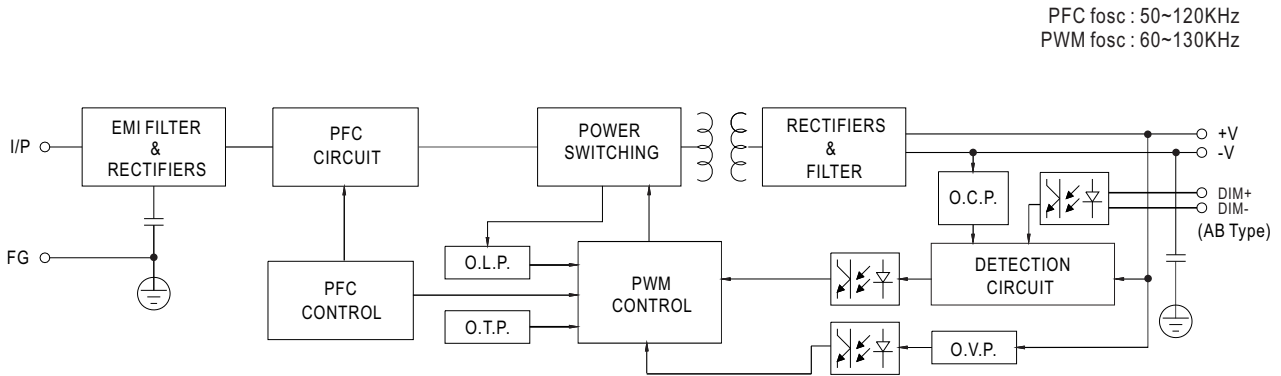 PFC fosc : 50~120KHz
PWM fosc : 60~130KHz
I/P
EMI FILTER
&
RECTIFIERS
PFC
CIRCUIT
POWER
SWITCHING
RECTIFIERS
&
FILTER
+V
-V
O.C.P.
DIM+
DIM-
(AB Type)
FG
O.L.P.
PFC
CONTROL
PWM
CONTROL
DETECTION
CIRCUIT
O.T.P.
O.V.P.